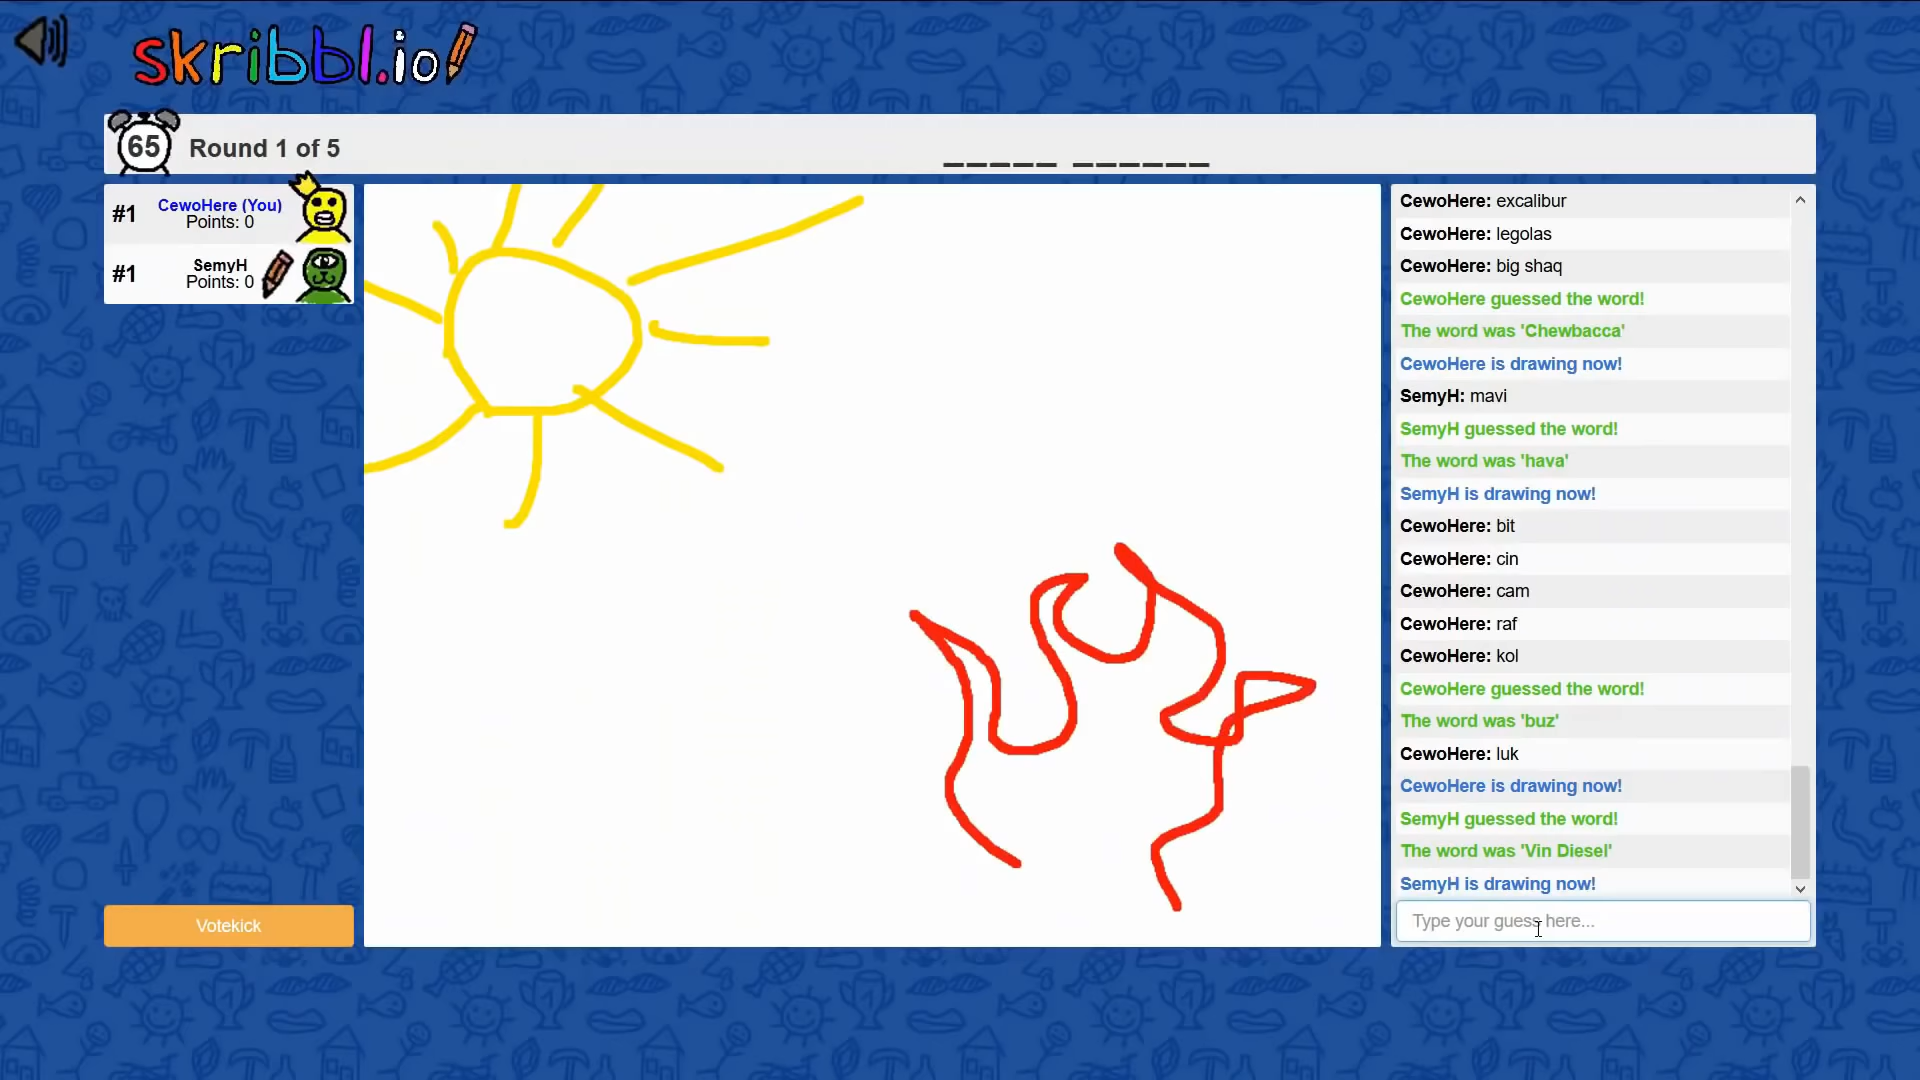 skribbl.io
65
Round 1 of 5
_____ ______
#1
CewoHere (You)
Points: 0
#1
SemyH
Points: 0
Votekick
CewoHere: excalibur
CewoHere: legolas
CewoHere: big shaq
CewoHere guessed the word!
The word was 'Chewbacca'
CewoHere is drawing now!
SemyH: mavi
SemyH guessed the word!
The word was 'hava'
SemyH is drawing now!
CewoHere: bit
CewoHere: cin
CewoHere: cam
CewoHere: raf
CewoHere: kol
CewoHere guessed the word!
The word was 'buz'
CewoHere: luk
CewoHere is drawing now!
SemyH guessed the word!
The word was 'Vin Diesel'
SemyH is drawing now!
Type your guess here...